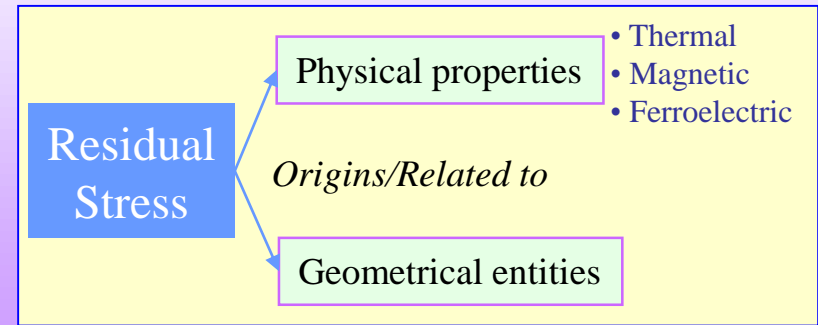 Residual
Stress
Physical properties
• Thermal
• Magnetic
• Ferroelectric
Origins/Related to
Geometrical entities